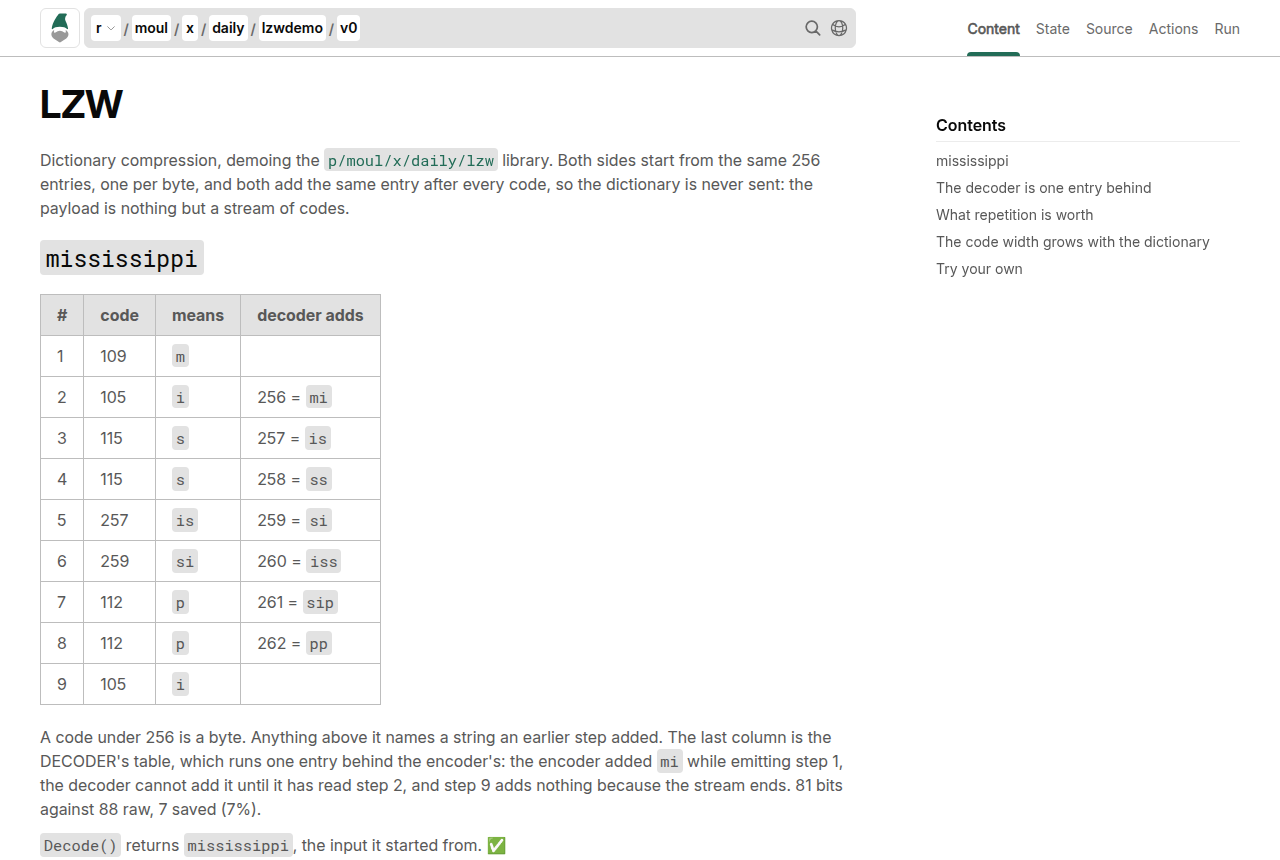 r / moul / x / daily / lzwdemo / v0
Content State Source Actions Run
LZW
Dictionary compression, demoing the p/moul/x/daily/lzw library. Both sides start from the same 256
entries, one per byte, and both add the same entry after every code, so the dictionary is never sent: the
payload is nothing but a stream of codes.
mississippi
# code means decoder adds
1 109 m
2 105 i 256 = mi
3 115 s 257 = is
4 115 s 258 = ss
5 257 is 259 = si
6 259 si 260 = iss
7 112 p 261 = sip
8 112 p 262 = pp
9 105 i
A code under 256 is a byte. Anything above it names a string an earlier step added. The last column is the
DECODER's table, which runs one entry behind the encoder's: the encoder added mi while emitting step 1,
the decoder cannot add it until it has read step 2, and step 9 adds nothing because the stream ends. 81 bits
against 88 raw, 7 saved (7%).
Decode() returns mississippi, the input it started from. ✅
Contents
mississippi
The decoder is one entry behind
What repetition is worth
The code width grows with the dictionary
Try your own